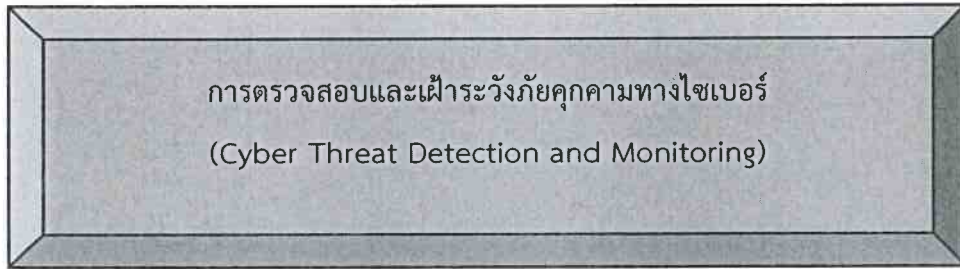 การตรวจสอบและเฝ้าระวังภัยคุกคามทางไซเบอร์
(Cyber Threat Detection and Monitoring)